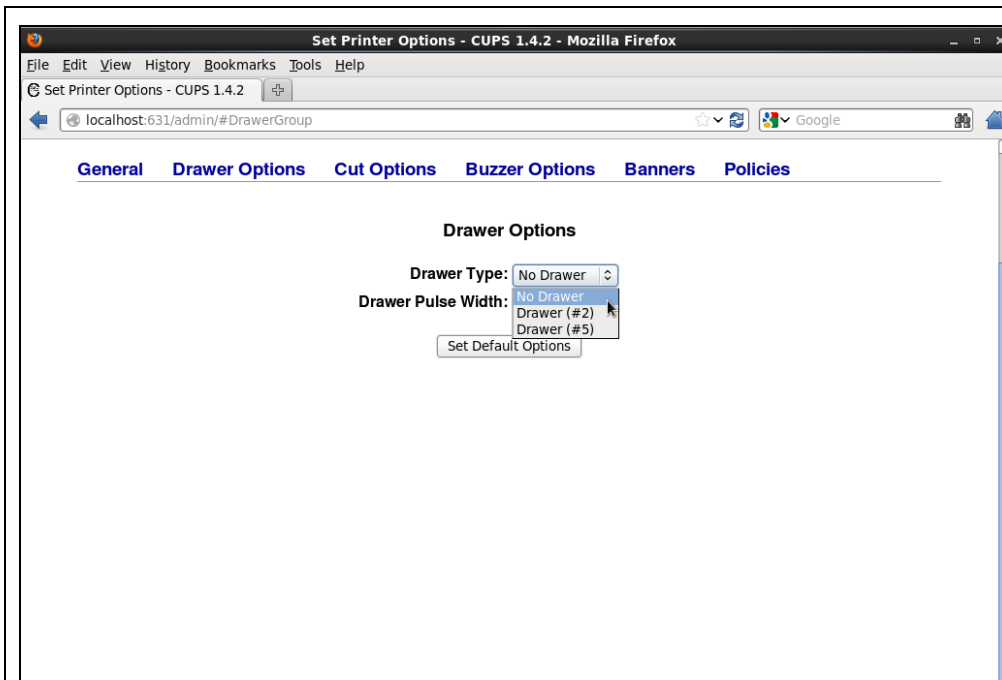 Set Printer Options - CUPS 1.4.2 - Mozilla Firefox
File Edit View History Bookmarks Tools Help
Set Printer Options - CUPS 1.4.2
localhost:631/admin/#DrawerGroup
Google
General Drawer Options Cut Options Buzzer Options Banners Policies
Drawer Options
Drawer Type: No Drawer
No Drawer
Drawer Pulse Width:
Drawer (#2)
Drawer (#5)
Set Default Options